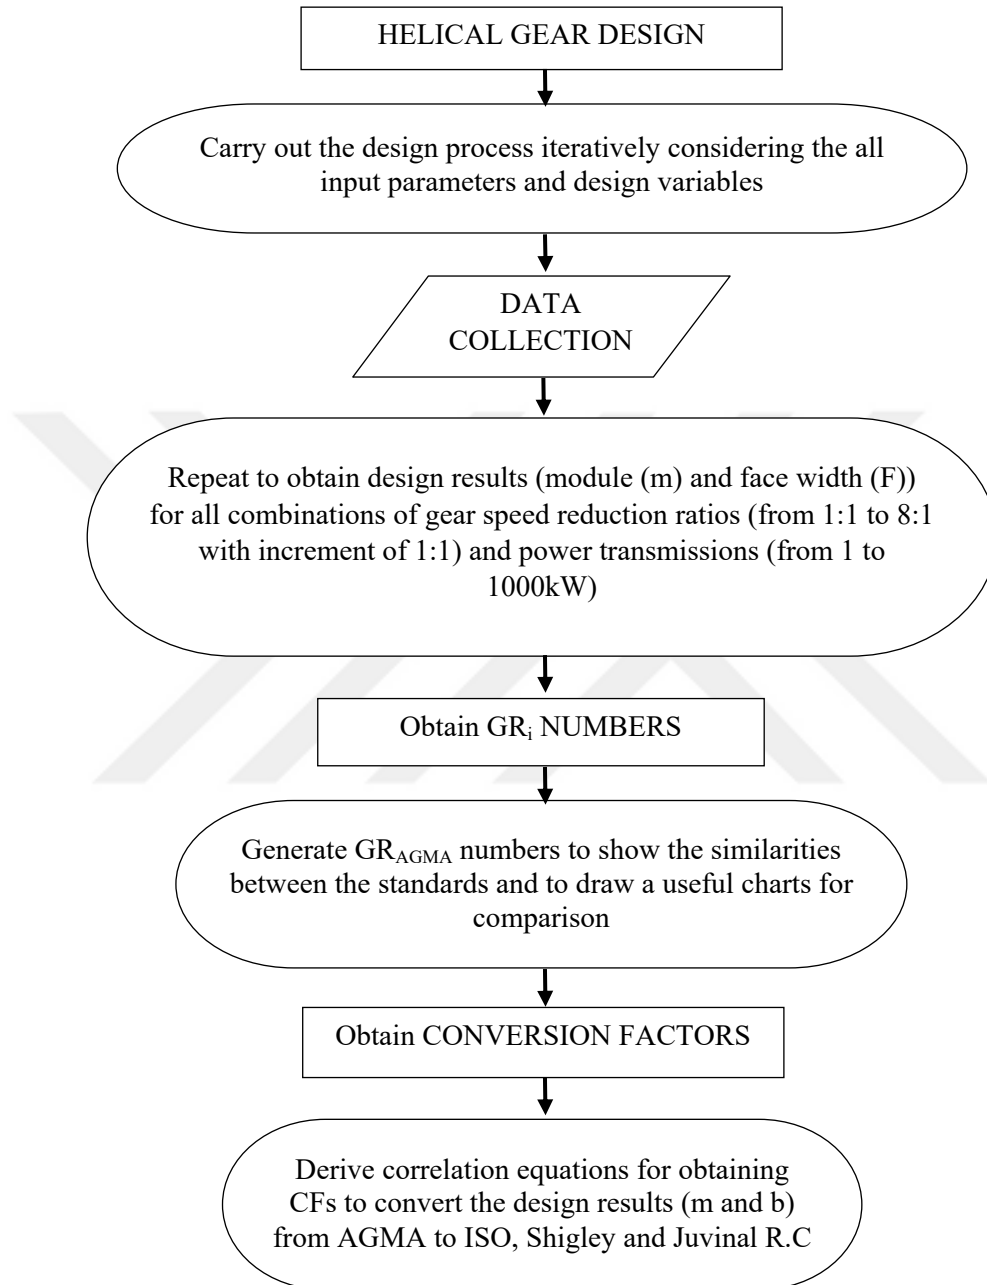 HELICAL GEAR DESIGN
Carry out the design process iteratively considering the all
input parameters and design variables
DATA
COLLECTION
Repeat to obtain design results (module (m) and face width (F))
for all combinations of gear speed reduction ratios (from 1:1 to 8:1
with increment of 1:1) and power transmissions (from 1 to
1000kW)
Obtain GRi NUMBERS
Generate GRAGMA numbers to show the similarities
between the standards and to draw a useful charts for
comparison
Obtain CONVERSION FACTORS
Derive correlation equations for obtaining
CFs to convert the design results (m and b)
from AGMA to ISO, Shigley and Juvinal R.C